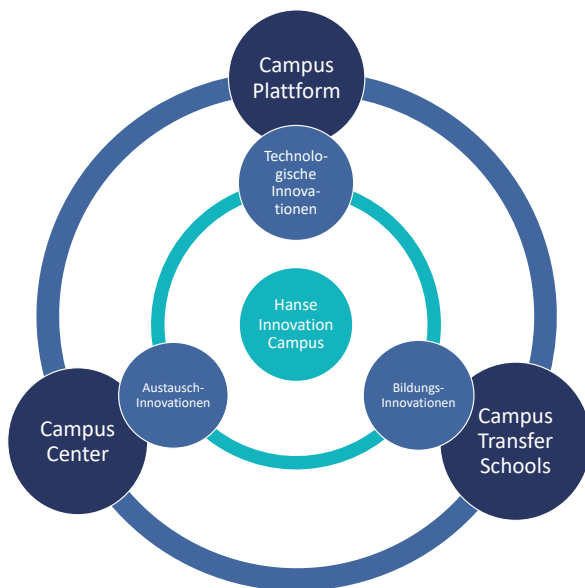 Campus
Plattform
Technolo-
gische
Innova-
tionen
Hanse
Innovation
Campus
Austausch-
Innovationen
Bildungs-
Innovationen
Campus
Center
Campus
Transfer
Schools